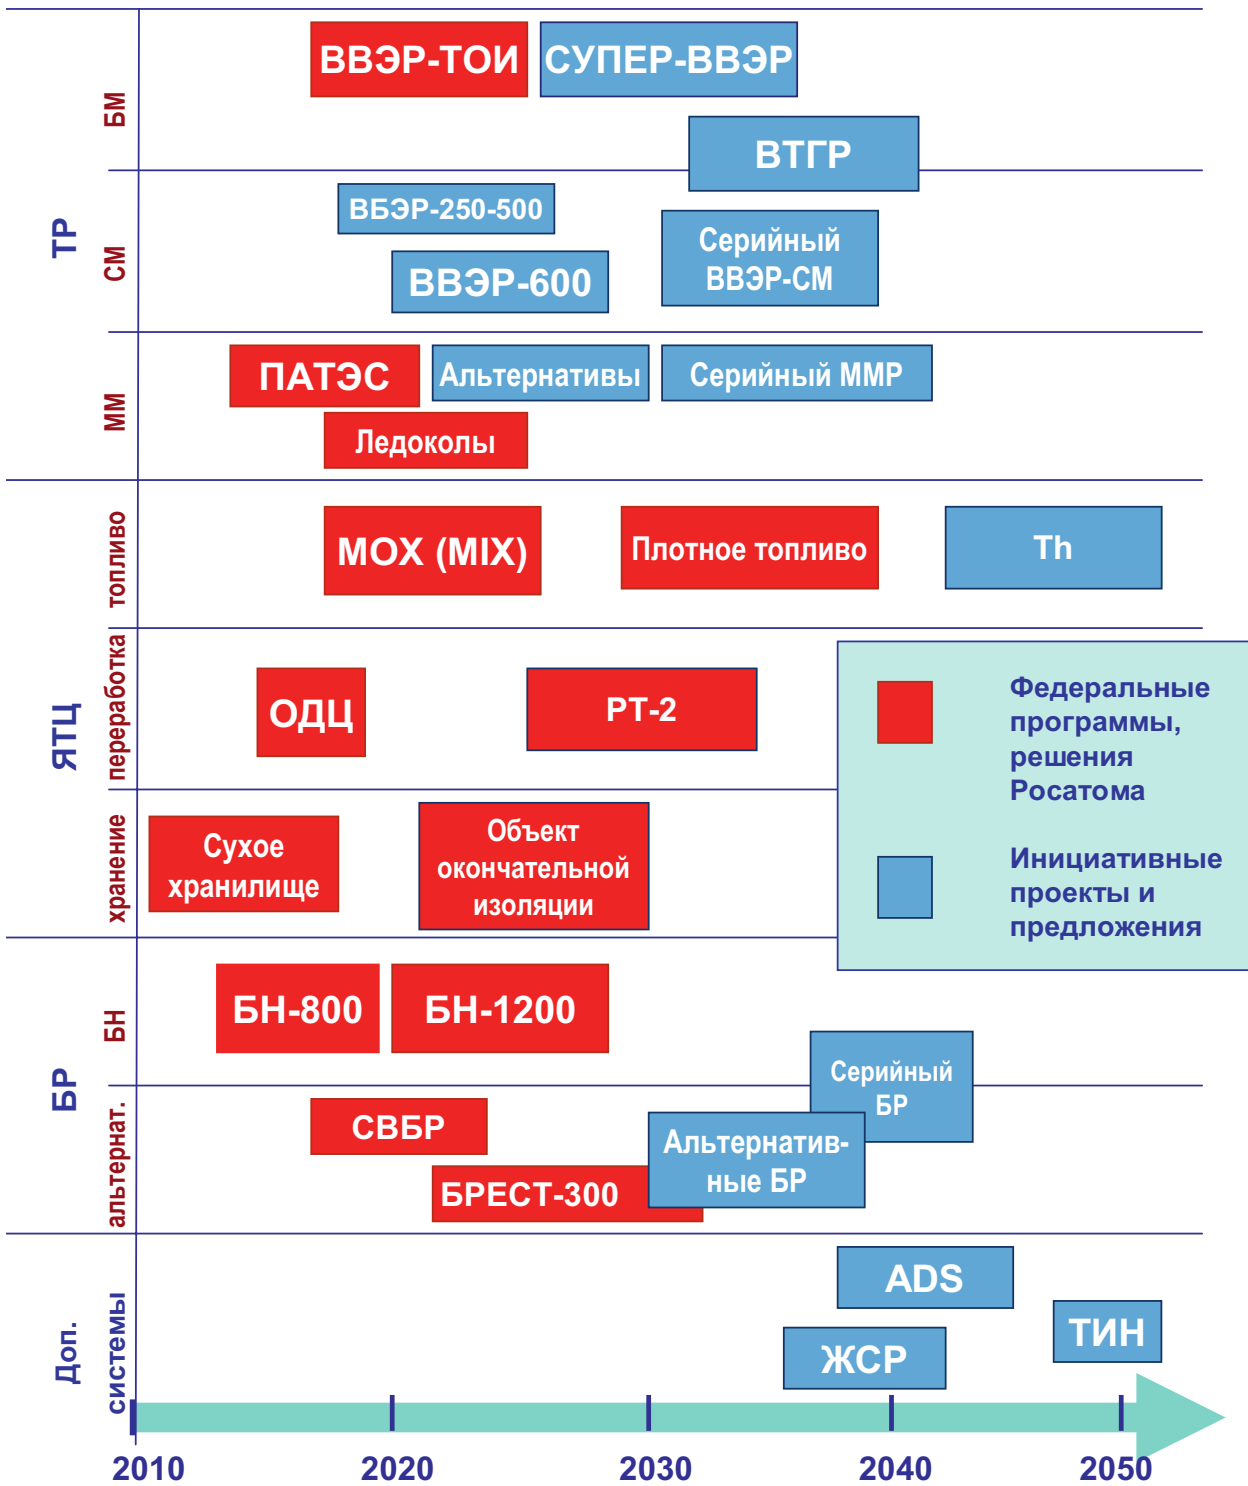 ТР
БМ
ВВЭР-ТОИ
СУПЕР-ВВЭР
ВТГР
СМ
ВБЭР-250-500
ВВЭР-600
Серийный
ВВЭР-СМ
ММ
ПАТЭС
Альтернативы
Серийный ММР
Ледоколы
ЯТЦ
топливо
МОХ (MIX)
Плотное топливо
Th
переработка
ОДЦ
РТ-2
хранение
Сухое
хранилище
Объект
окончательной
изоляции
Федеральные
программы,
решения
Росатома
Инициативные
проекты и
предложения
БР
БН
БН-800
БН-1200
Серийный
БР
альтернат.
СВБР
БРЕСТ-300
Альтернатив-
ные БР
Доп.
системы
ADS
ЖСР
ТИН
2010
2020
2030
2040
2050